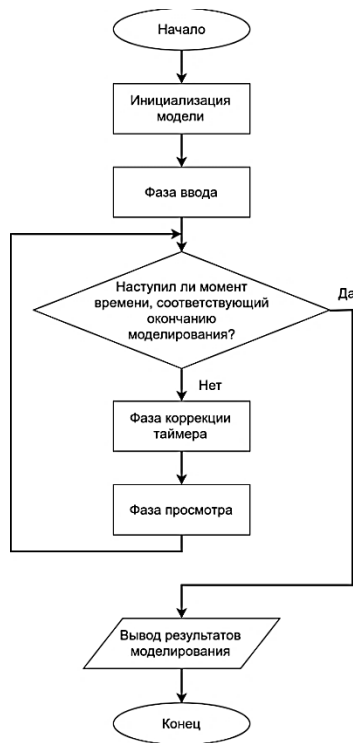 Начало
Инициализация
модели
Фаза ввода
Наступил ли момент
времени, соответствующий
окончанию
моделирования?
Да
Нет
Фаза коррекции
таймера
Фаза просмотра
Вывод результатов
моделирования
Конец